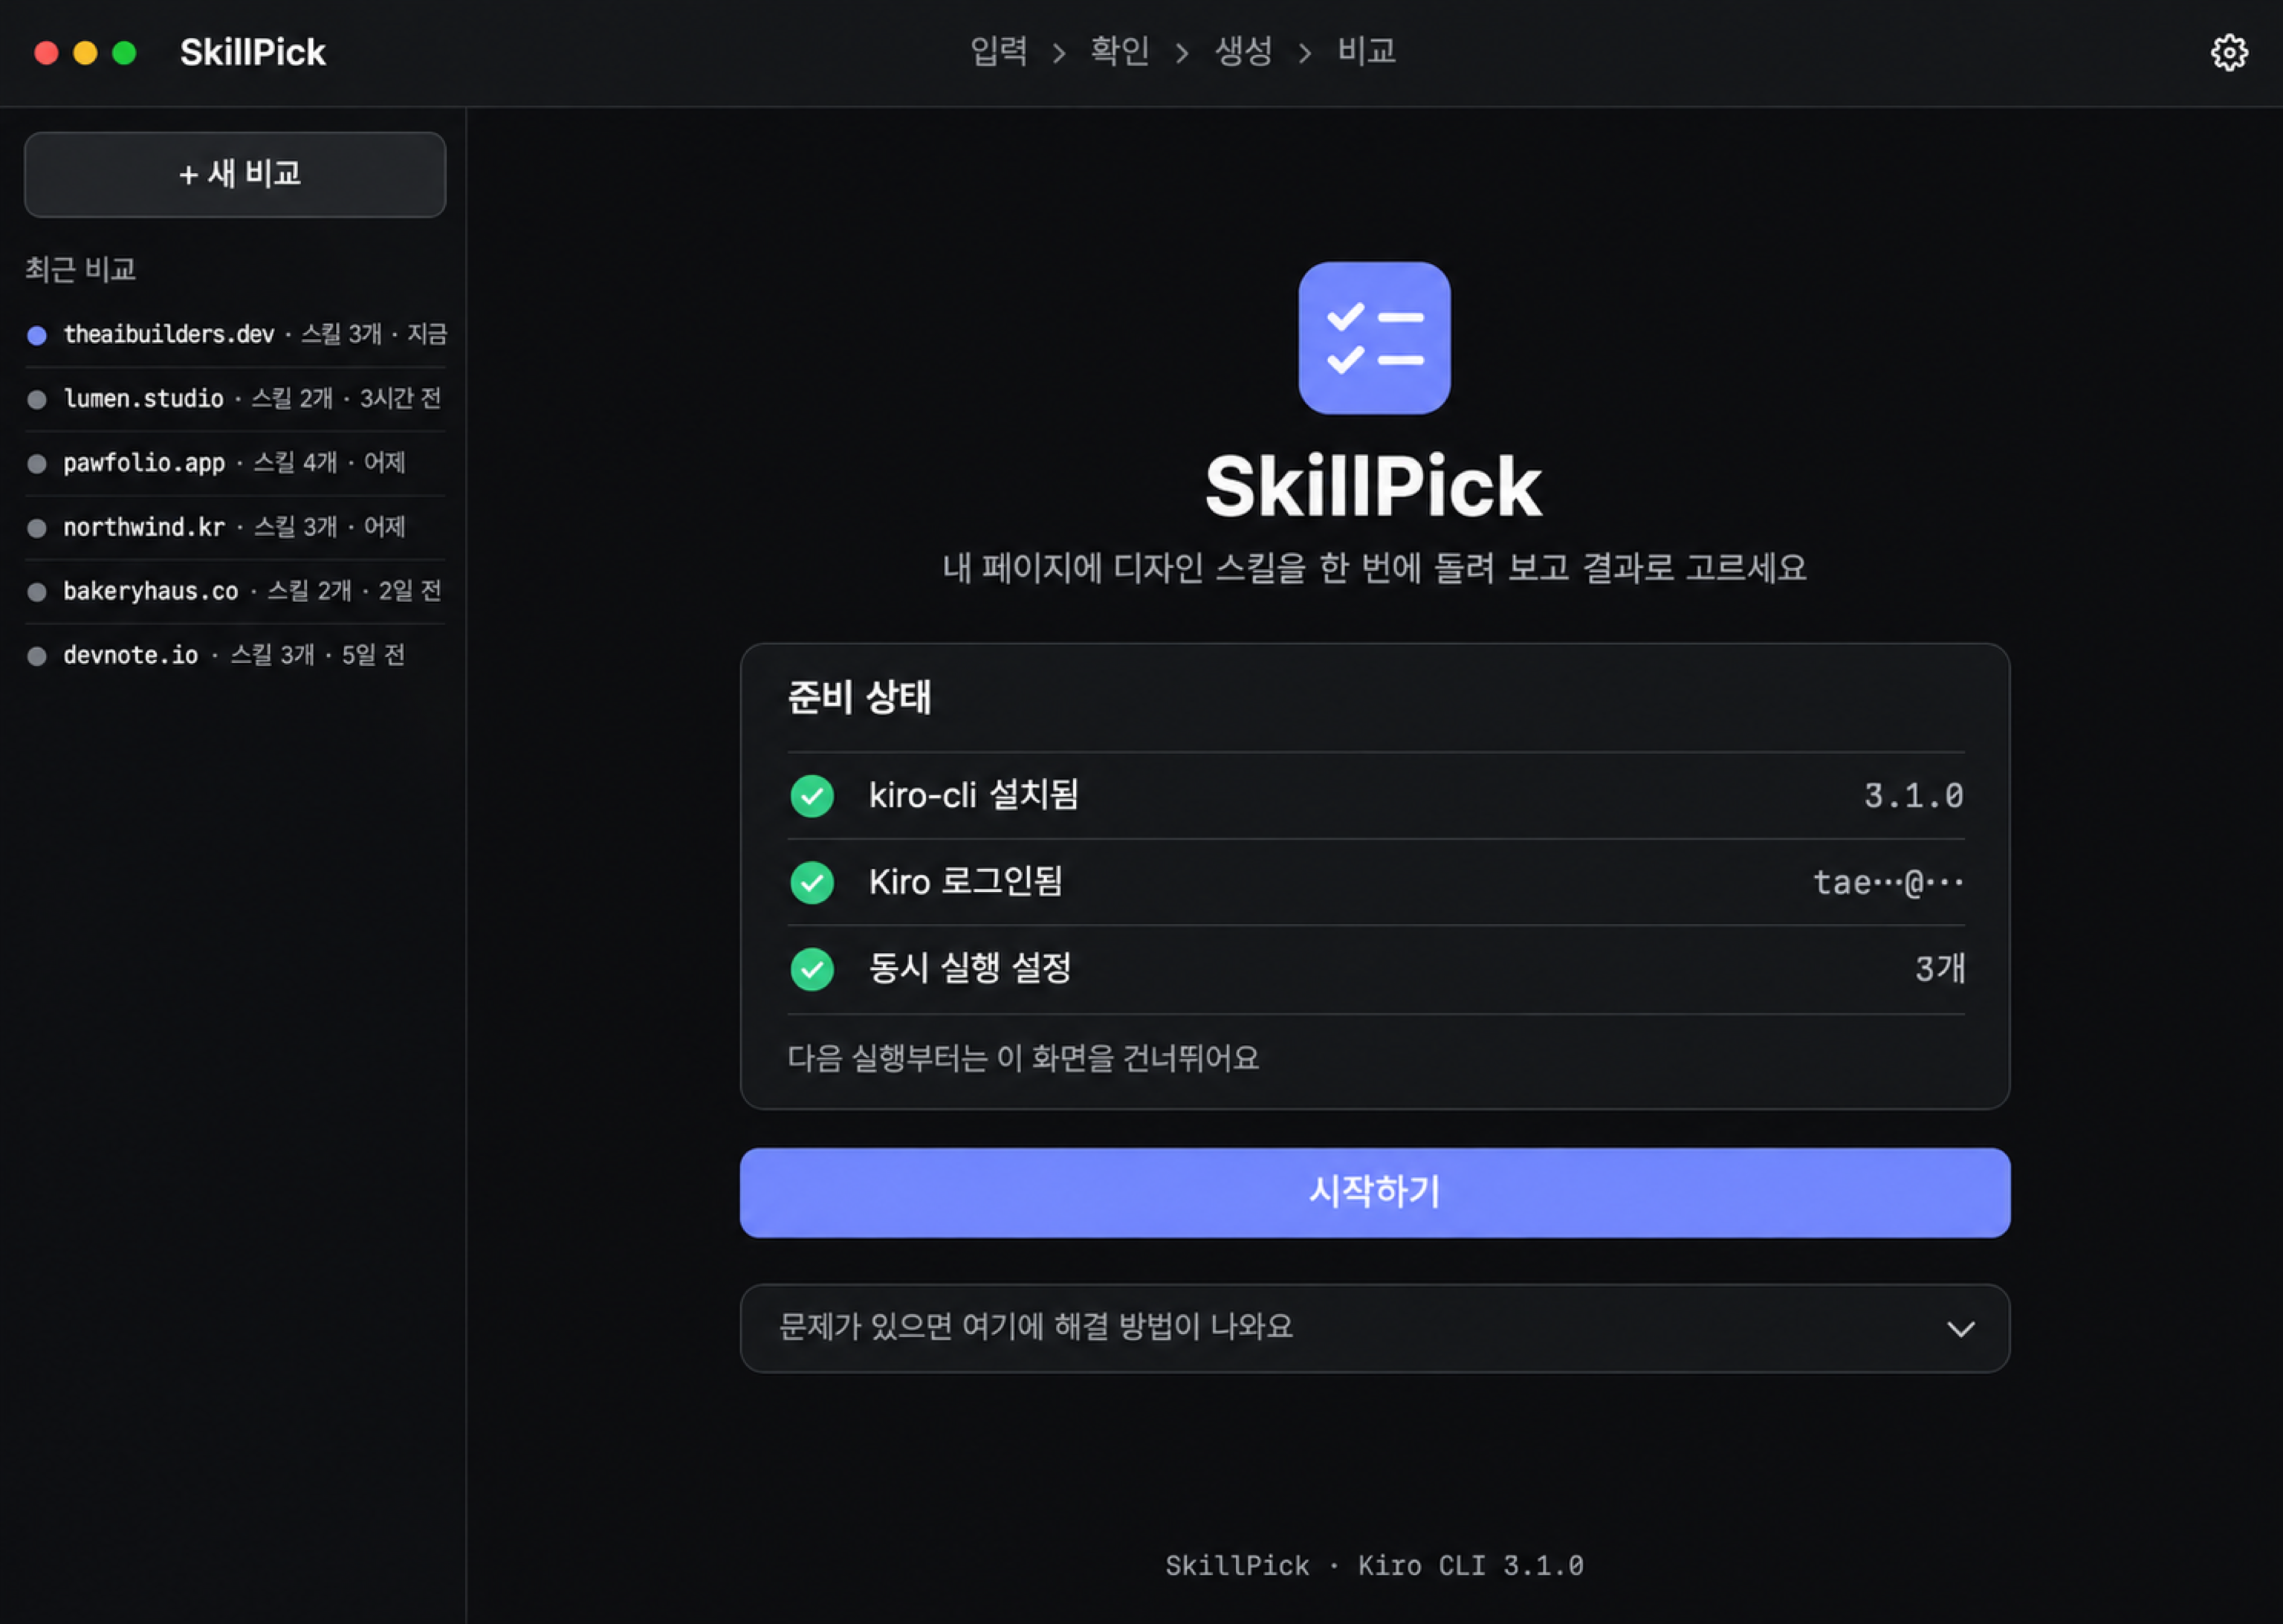 SkillPick
입력 > 확인 > 생성 > 비교
+ 새 비교
최근 비교
theaibuilders.dev · 스킬 3개 · 지금
lumen.studio · 스킬 2개 · 3시간 전
pawfolio.app · 스킬 4개 · 어제
northwind.kr · 스킬 3개 · 어제
bakeryhaus.co · 스킬 2개 · 2일 전
devnote.io · 스킬 3개 · 5일 전
SkillPick
내 페이지에 디자인 스킬을 한 번에 돌려 보고 결과로 고르세요
준비 상태
kiro-cli 설치됨 3.1.0
Kiro 로그인됨 tae···@···
동시 실행 설정 3개
다음 실행부터는 이 화면을 건너뛰어요
시작하기
문제가 있으면 여기에 해결 방법이 나와요
SkillPick · Kiro CLI 3.1.0